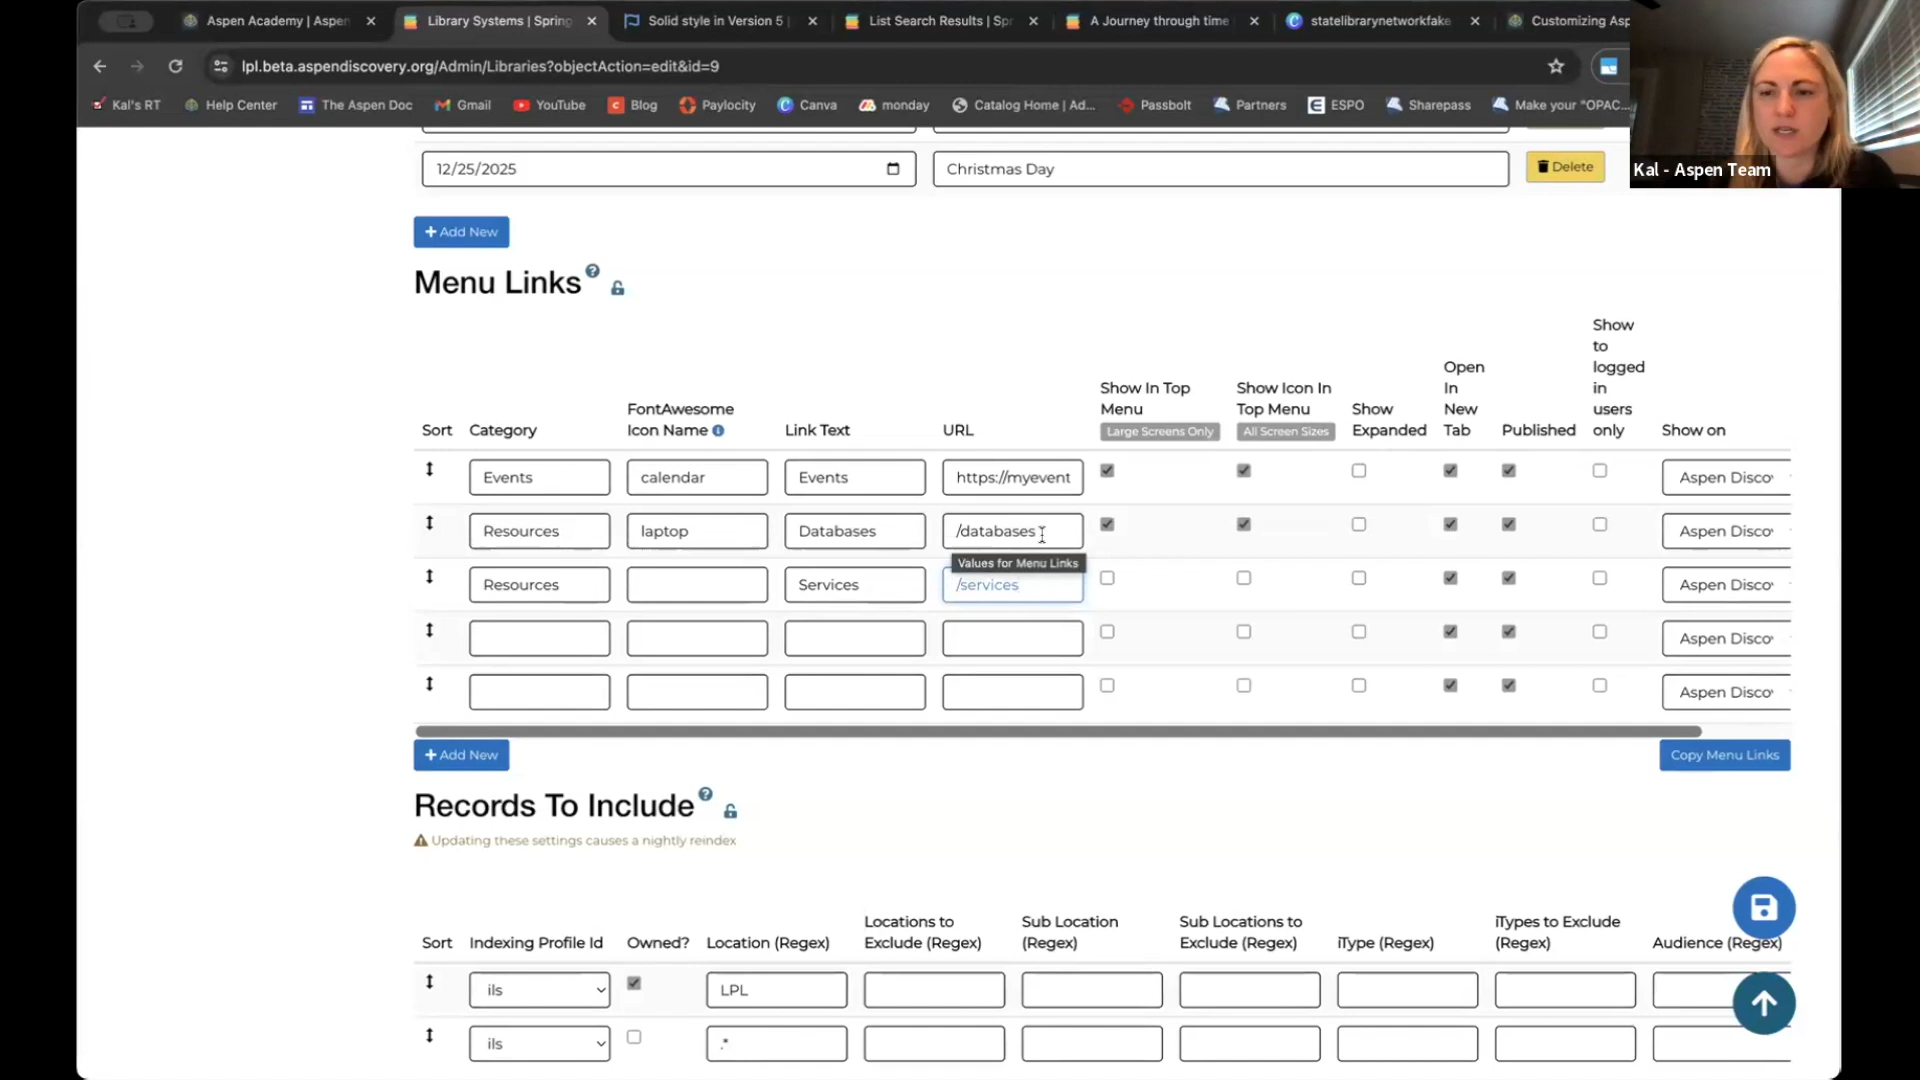 Aspen Academy | Aspen
Library Systems | Spring
Solid style in Version 5 |
List Search Results | Spr
A Journey through time
statelibrarynetworkfake
Customizing Asp
lpl.beta.aspendiscovery.org/Admin/Libraries?objectAction=edit&id=9
Kal's RT
Help Center
The Aspen Doc
Gmail
YouTube
Blog
Paylocity
Canva
monday
Catalog Home | Ad...
Passbolt
Partners
ESPO
Sharepass
Make your "OPAC...
Kal - Aspen Team
12/25/2025
Christmas Day
Delete
+ Add New
Menu Links
Sort
Category
FontAwesome
Icon Name
Link Text
URL
Show In Top
Menu
Large Screens Only
Show Icon In
Top Menu
All Screen Sizes
Show
Expanded
Open
In
New
Tab
Published
Show
to
logged
in
users
only
Show on
Events
calendar
Events
https://myevent
Aspen Disco
Resources
laptop
Databases
/databases
Aspen Disco
Values for Menu Links
Resources
Services
/services
Aspen Disco
Aspen Disco
Aspen Disco
+ Add New
Copy Menu Links
Records To Include
Updating these settings causes a nightly reindex
Sort
Indexing Profile Id
Owned?
Location (Regex)
Locations to
Exclude (Regex)
Sub Location
(Regex)
Sub Locations to
Exclude (Regex)
iType (Regex)
iTypes to Exclude
(Regex)
Audience (Regex)
ils
LPL
ils
.*